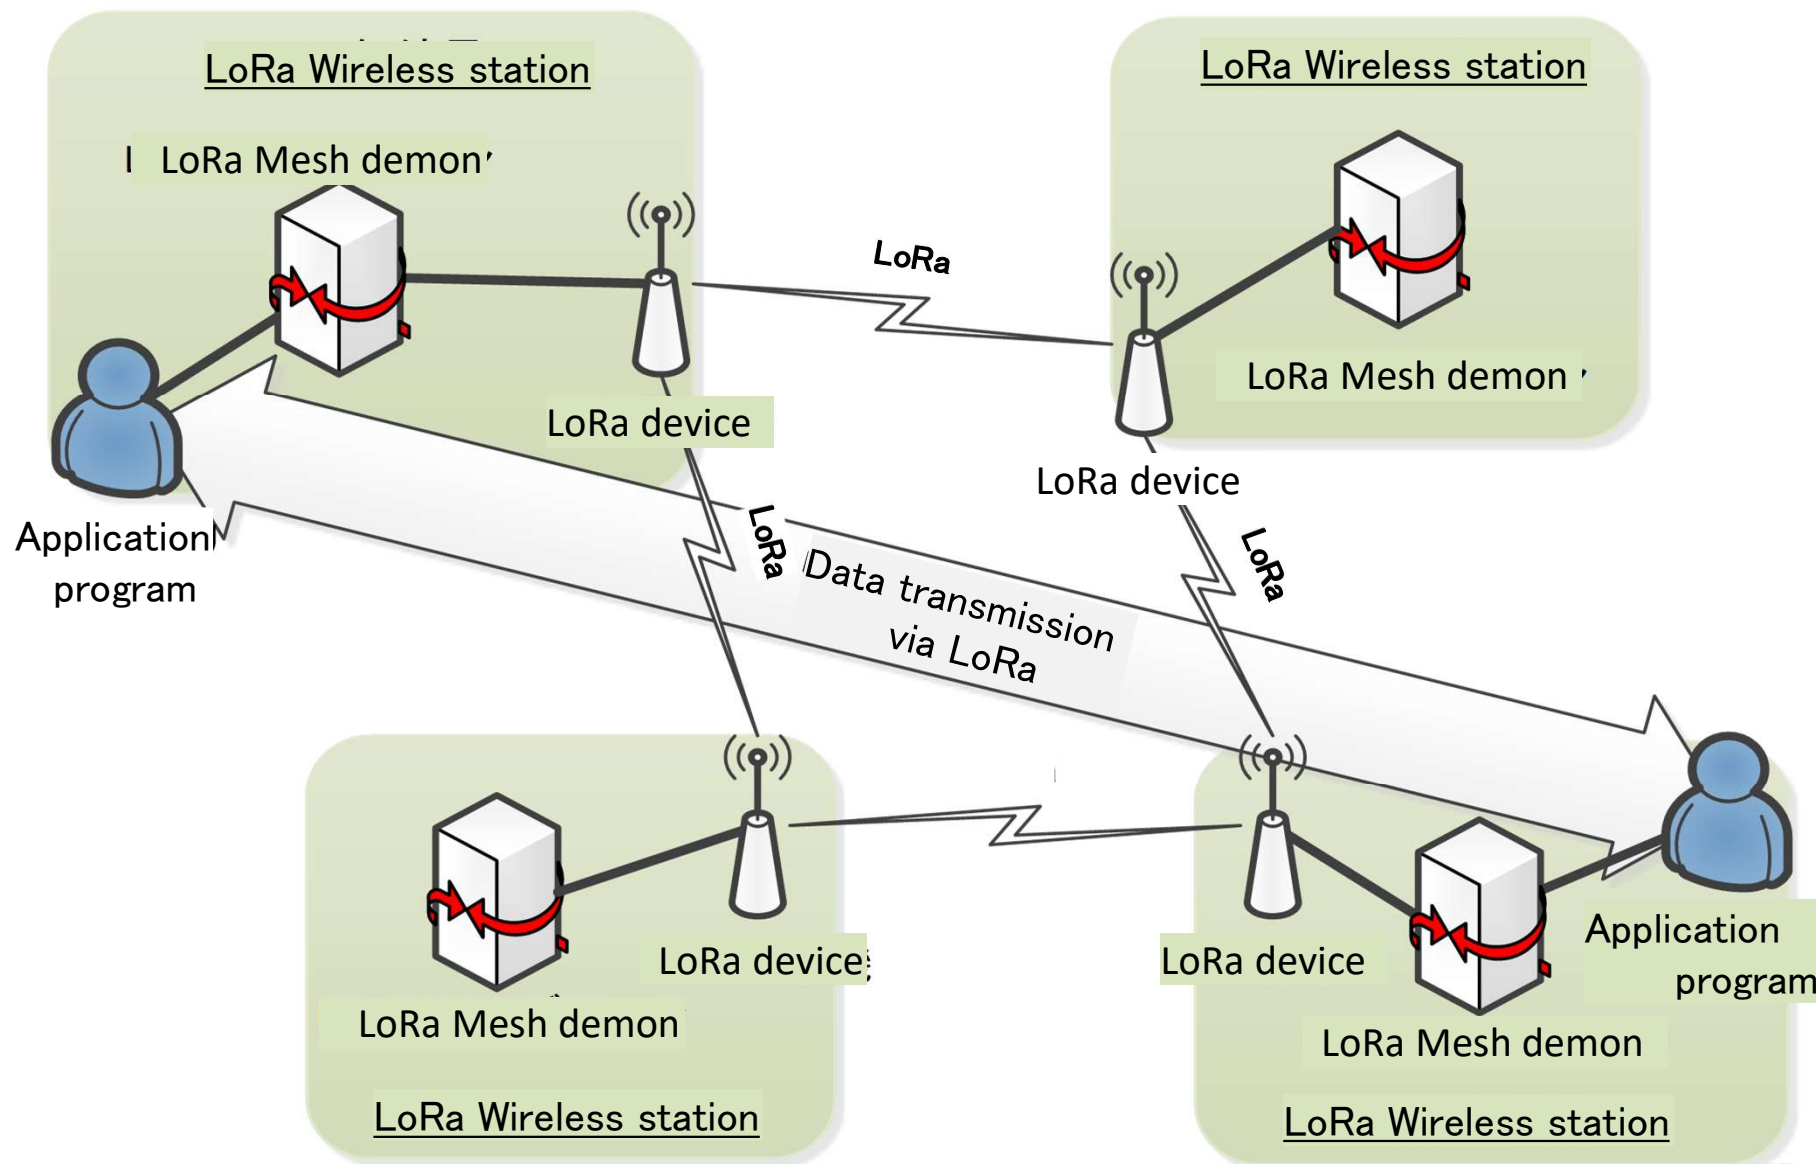 LoRa Wireless station
LoRa Wireless station
LoRa Mesh demon
LoRa
LoRa Mesh demon
LoRa device
LoRa device
Application
program
LoRa
LoRa
Data transmission
via LoRa
LoRa device
LoRa device
Application
program
LoRa Mesh demon
LoRa Mesh demon
LoRa Wireless station
LoRa Wireless station